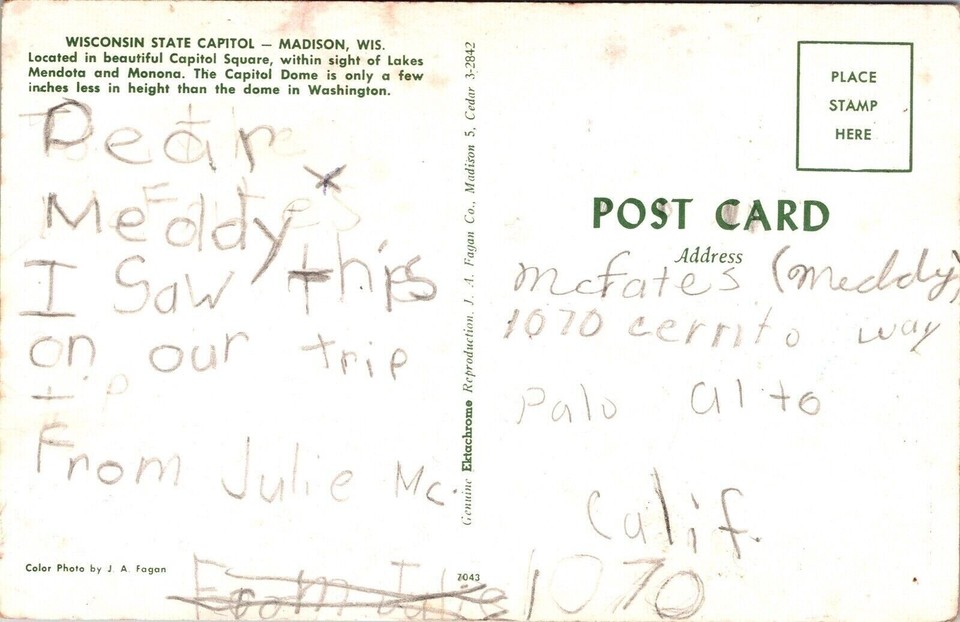 WISCONSIN STATE CAPITOL — MADISON, WIS.
Located in beautiful Capitol Square, within sight of Lakes
Mendota and Monona. The Capitol Dome is only a few
inches less in height than the dome in Washington.
Dear
Meddy
I Saw this
on our trip
From Julie Mc.
Color Photo by J. A. Fagan
From Julie
7043
Genuine Ektachrome Reproduction. J. A. Fagan Co., Madison 5, Cedar 3-2842
PLACE
STAMP
HERE
POST CARD
Address
McFates (Meddy)
1070 cerrito way
Palo alto
Calif.
1070